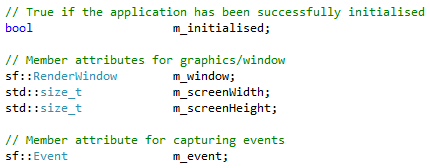 // True if the application has been successfully initialised
bool                m_initialised;
// Member attributes for graphics/window
sf::RenderWindow    m_window;
std::size_t         m_screenWidth;
std::size_t         m_screenHeight;
// Member attribute for capturing events
sf::Event           m_event;